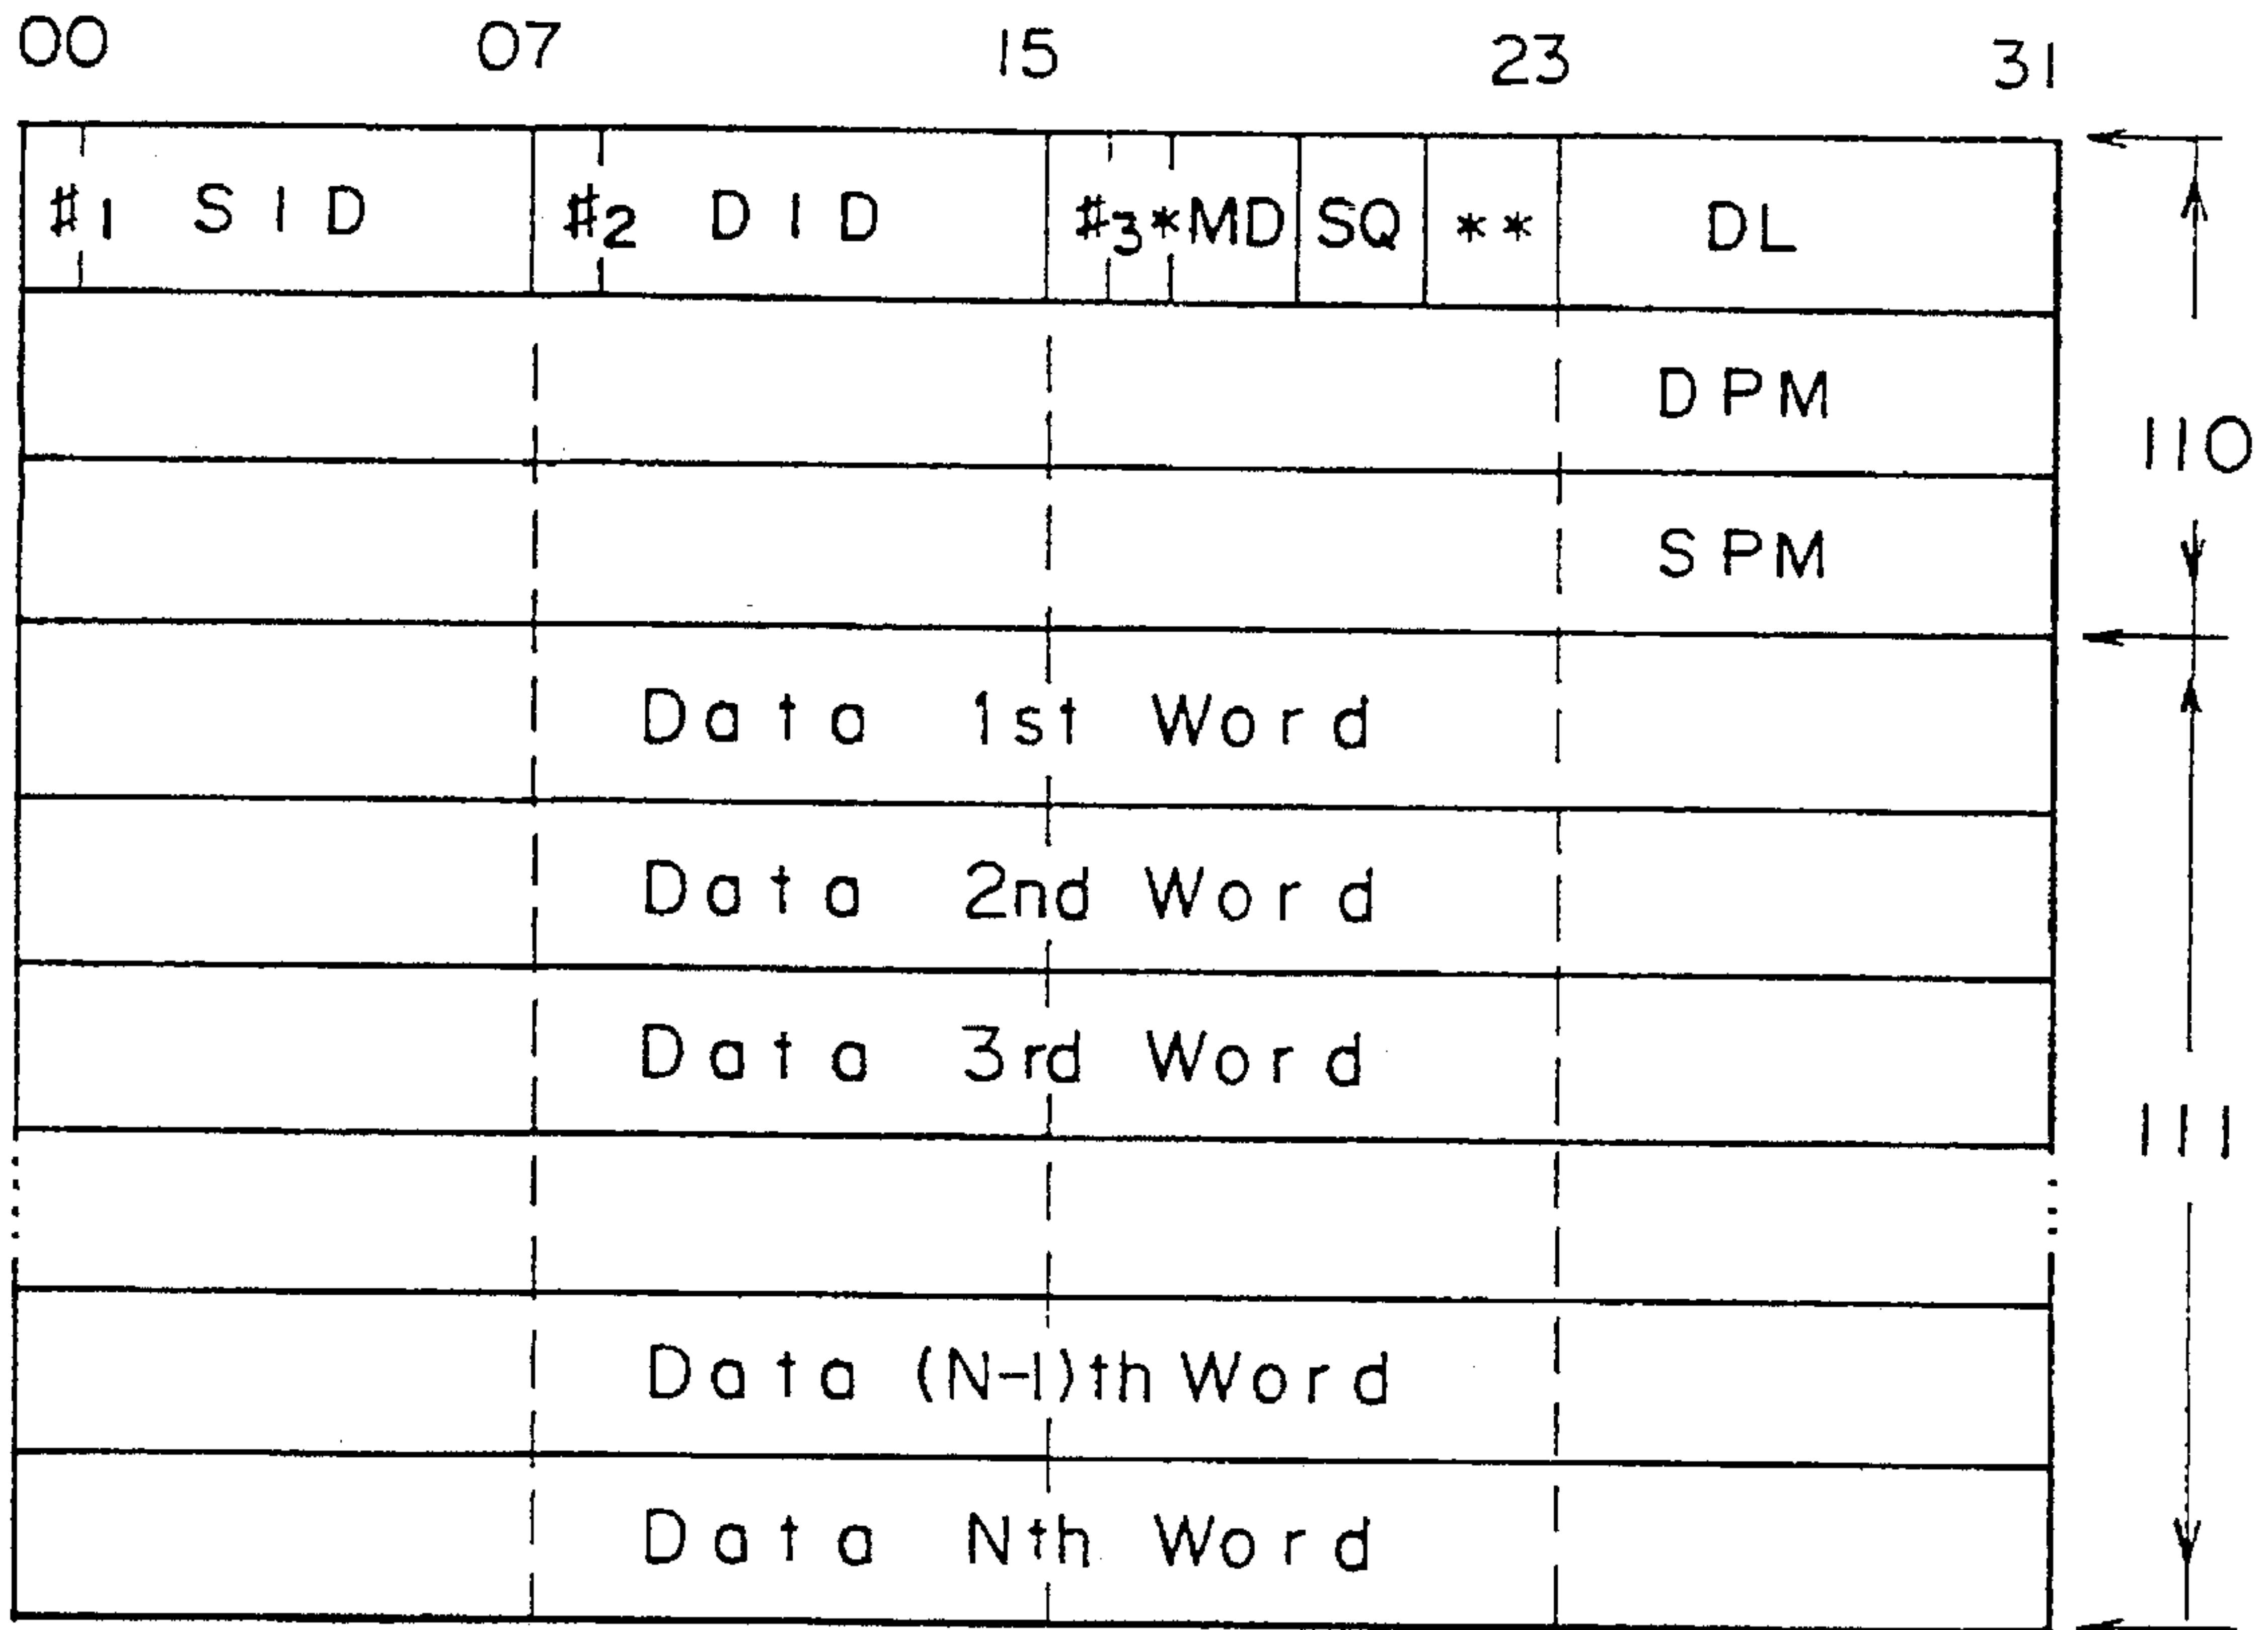 00 07 15 23 31
#1 SID #2 DID #3 * MD SQ ** DL
DPM
110
SPM
Data 1st Word
Data 2nd Word
Data 3rd Word
111
Data (N-1)th Word
Data Nth Word